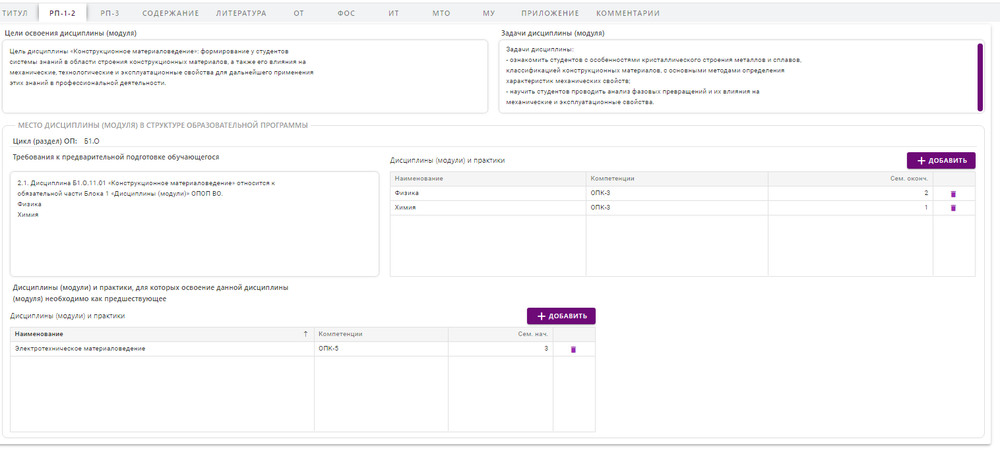 ТИТУЛ РП-1-2 РП-3 СОДЕРЖАНИЕ ЛИТЕРАТУРА ОТ ФОС ИТ МТО МУ ПРИЛОЖЕНИЕ КОММЕНТАРИИ
Цели освоения дисциплины (модуля)
Цель дисциплины «Конструкционное материаловедение»: формирование у студентов
системы знаний в области строения конструкционных материалов, а также его влияния на
механические, технологические и эксплуатационные свойства для дальнейшего применения
этих знаний в профессиональной деятельности.
Задачи дисциплины (модуля)
Задачи дисциплины:
- ознакомить студентов с особенностями кристаллического строения металлов и сплавов,
классификацией конструкционных материалов, с основными методами определения
характеристик механических свойств;
- научить студентов проводить анализ фазовых превращений и их влияния на
механические и эксплуатационные свойства.
МЕСТО ДИСЦИПЛИНЫ (МОДУЛЯ) В СТРУКТУРЕ ОБРАЗОВАТЕЛЬНОЙ ПРОГРАММЫ
Цикл (раздел) ОП: Б1.О
Требования к предварительной подготовке обучающегося
2.1. Дисциплина Б1.О.11.01 «Конструкционное материаловедение» относится к
обязательной части Блока 1 «Дисциплины (модули)» ОПОП ВО.
Физика
Химия
Дисциплины (модули) и практики
ДОБАВИТЬ
Наименование Компетенции Сем. оконч.
Физика ОПК-3 2
Химия ОПК-3 1
Дисциплины (модули) и практики, для которых освоение данной дисциплины
(модуля) необходимо как предшествующее
Дисциплины (модули) и практики
ДОБАВИТЬ
Наименование ↑ Компетенции Сем. нач.
Электротехническое материаловедение ОПК-5 3